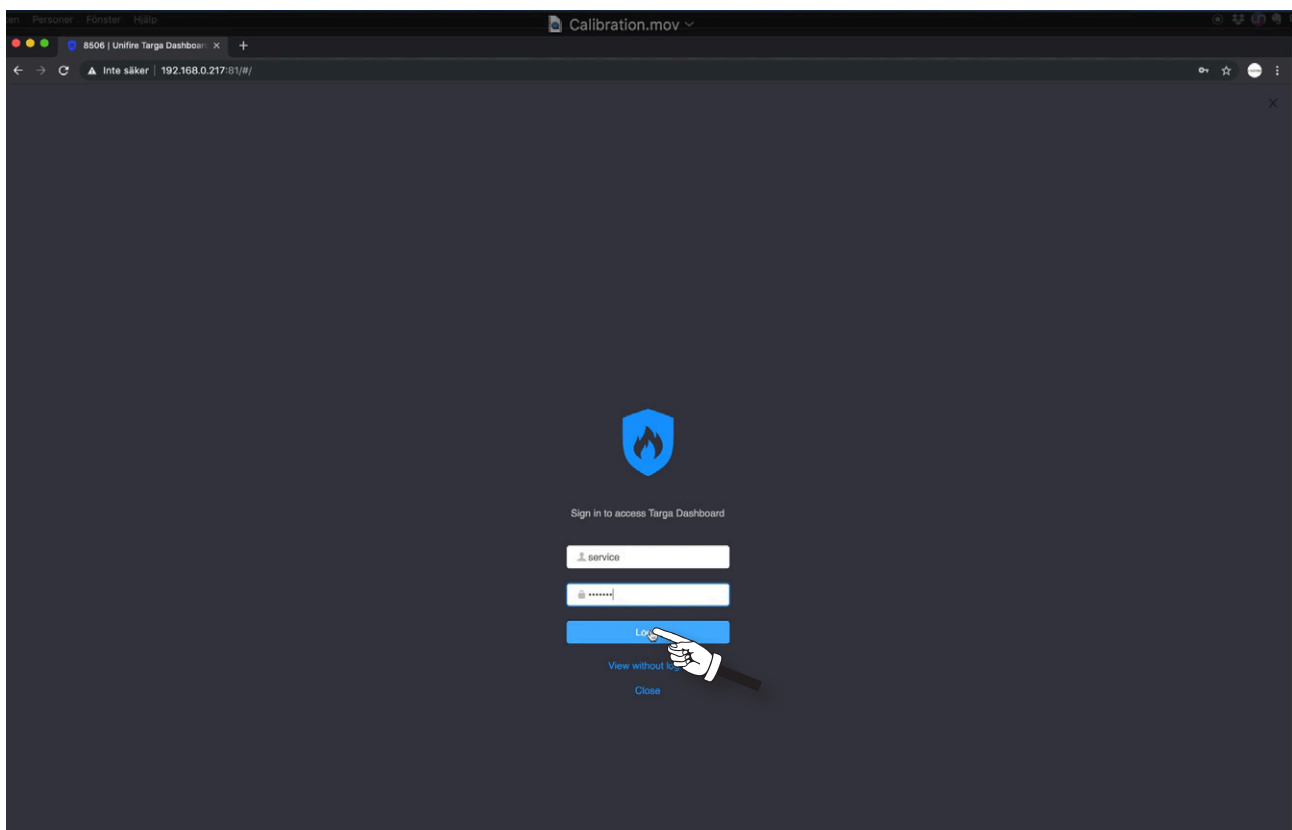 Personer Fönster Hjälp
Calibration.mov
8506 | Unifire Targa Dashboar
Inte säker | 192.168.0.217:81/#/
Sign in to access Targa Dashboard
service
•••••••
View without
Close